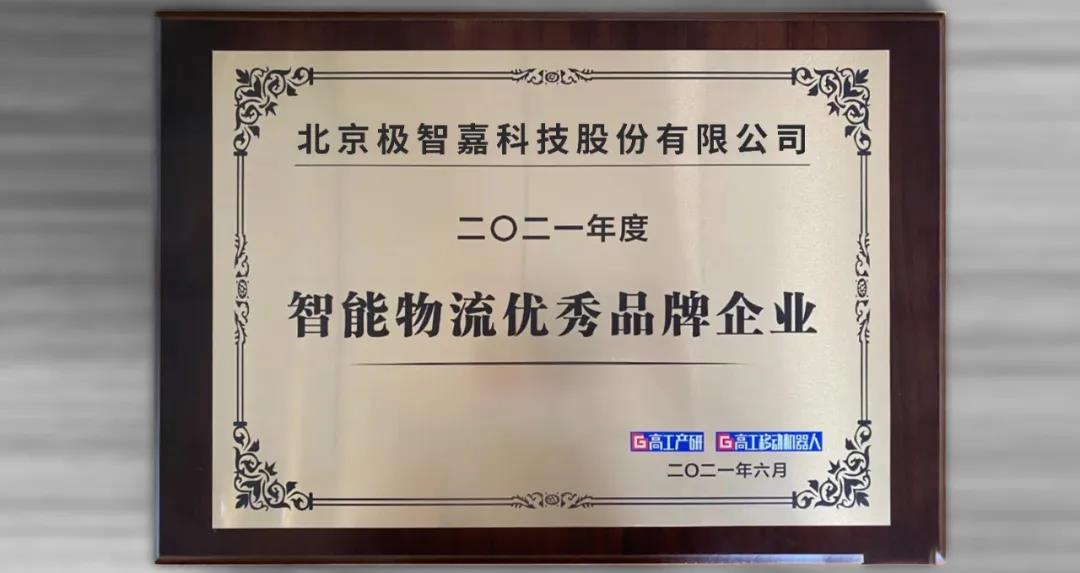 北京极智嘉科技股份有限公司
二〇二一年度
智能物流优秀品牌企业
G高工产研 G高工移动机器人
二〇二一年六月